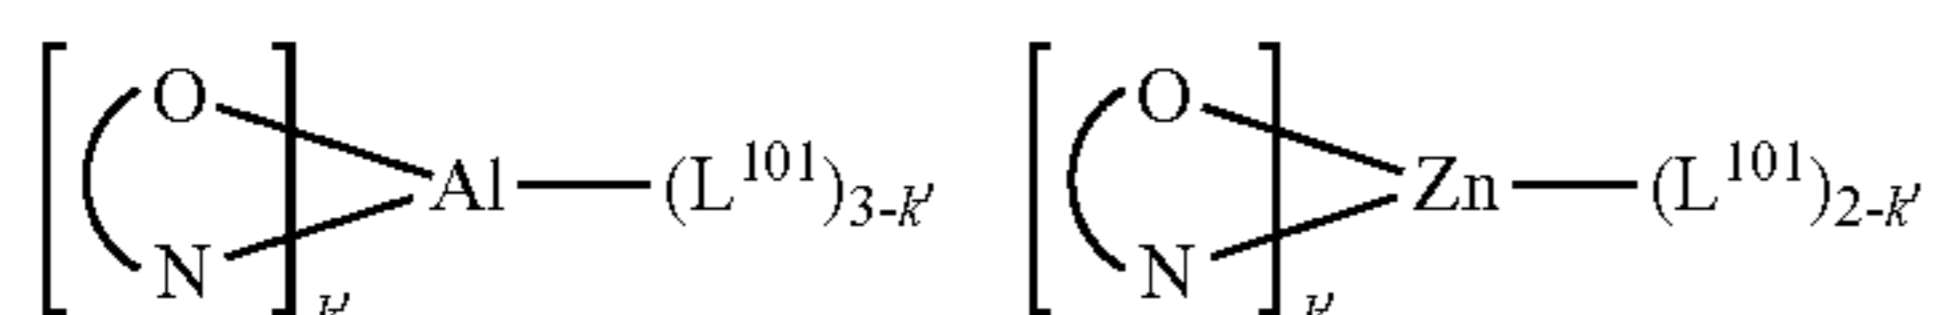 O O
Al — (L¹⁰¹)₃₋ₖ′ Zn — (L¹⁰¹)₂₋ₖ′
N N
k′ k′